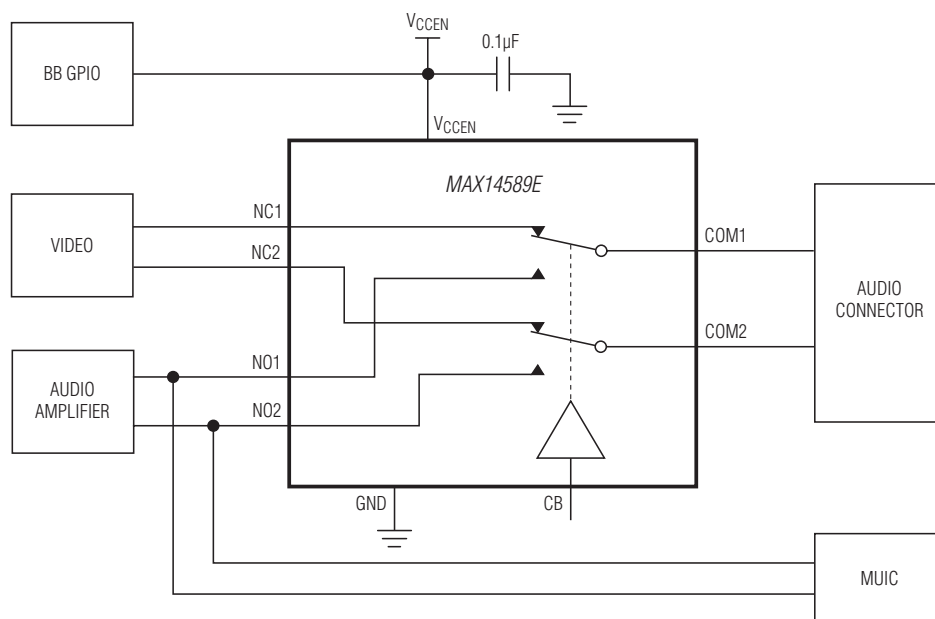 VCCEN
0.1µF
BB GPIO
VCCEN
MAX14589E
NC1
VIDEO
NC2
COM1
AUDIO
CONNECTOR
COM2
AUDIO
AMPLIFIER
NO1
NO2
GND
CB
MUIC